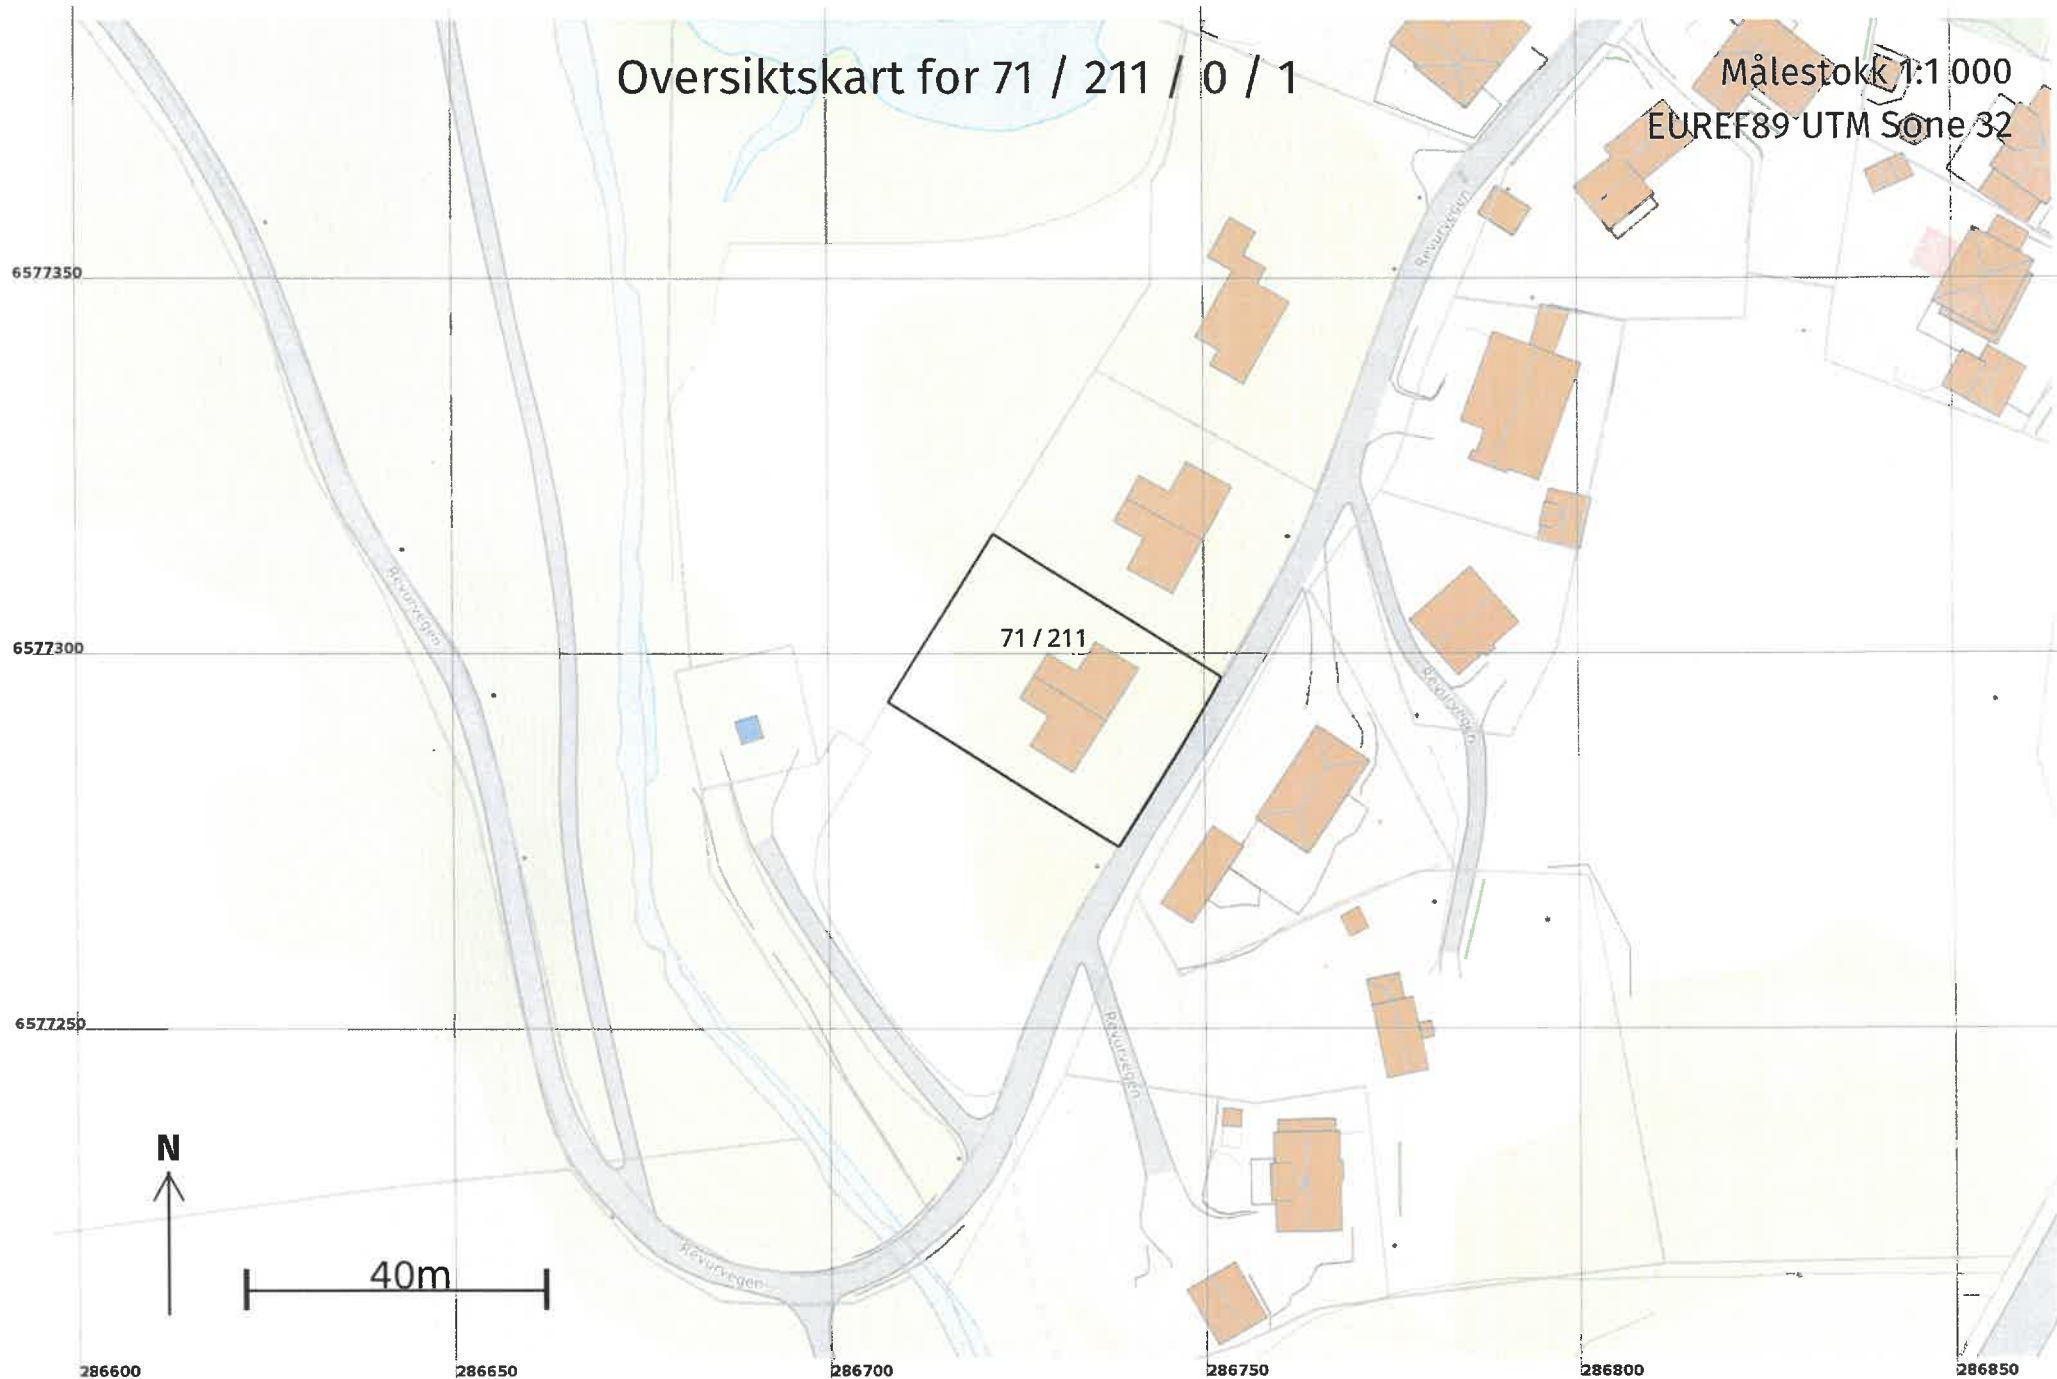 Oversiktskart for 71 / 211 / 0 / 1
Målestokk 1:1 000
EUREF89 UTM Sone 32
Revurvegen
6577350
Revurvegen
71 / 211
6577300
Revurvegen
6577250
Revurvegen
N
Revurvegen
40m
286600
286650
286700
286750
286800
286850